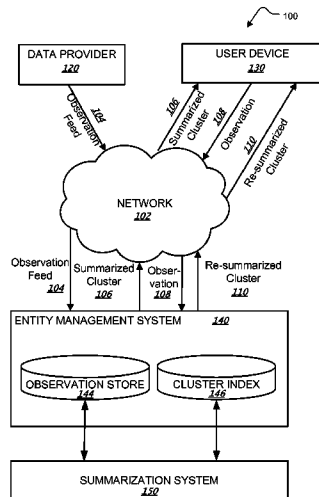 100
DATA PROVIDER
120
USER DEVICE
130
Observation
Feed
104
106
Summarized
Cluster
108
Observation
110
Re-summarized
Cluster
NETWORK
102
Observation
Feed
104
Summarized
Cluster
106
Obser-
vation
108
Re-summarized
Cluster
110
ENTITY MANAGEMENT SYSTEM 140
OBSERVATION STORE
144
CLUSTER INDEX
146
SUMMARIZATION SYSTEM
150